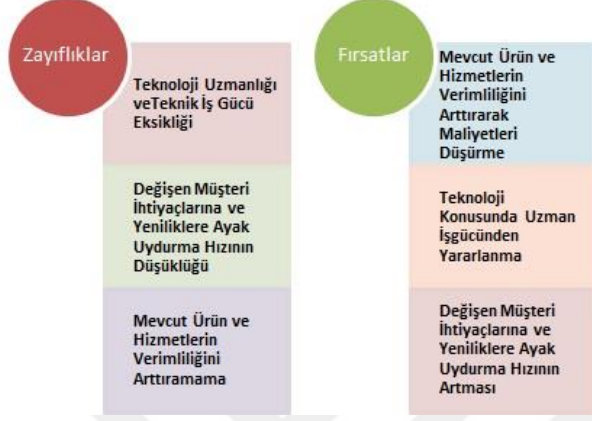 Zayıflıklar
Teknoloji Uzmanlığı
veTeknik İş Gücü
Eksikliği
Değişen Müşteri
İhtiyaçlarına ve
Yeniliklere Ayak
Uydurma Hızının
Düşüklüğü
Mevcut Ürün ve
Hizmetlerin
Verimliliğini
Arttıramama
Fırsatlar
Mevcut Ürün ve
Hizmetlerin
Verimliliğini
Arttırarak
Maliyetleri
Düşürme
Teknoloji
Konusunda Uzman
İşgücünden
Yararlanma
Değişen Müşteri
İhtiyaçlarına ve
Yeniliklere Ayak
Uydurma Hızının
Artması